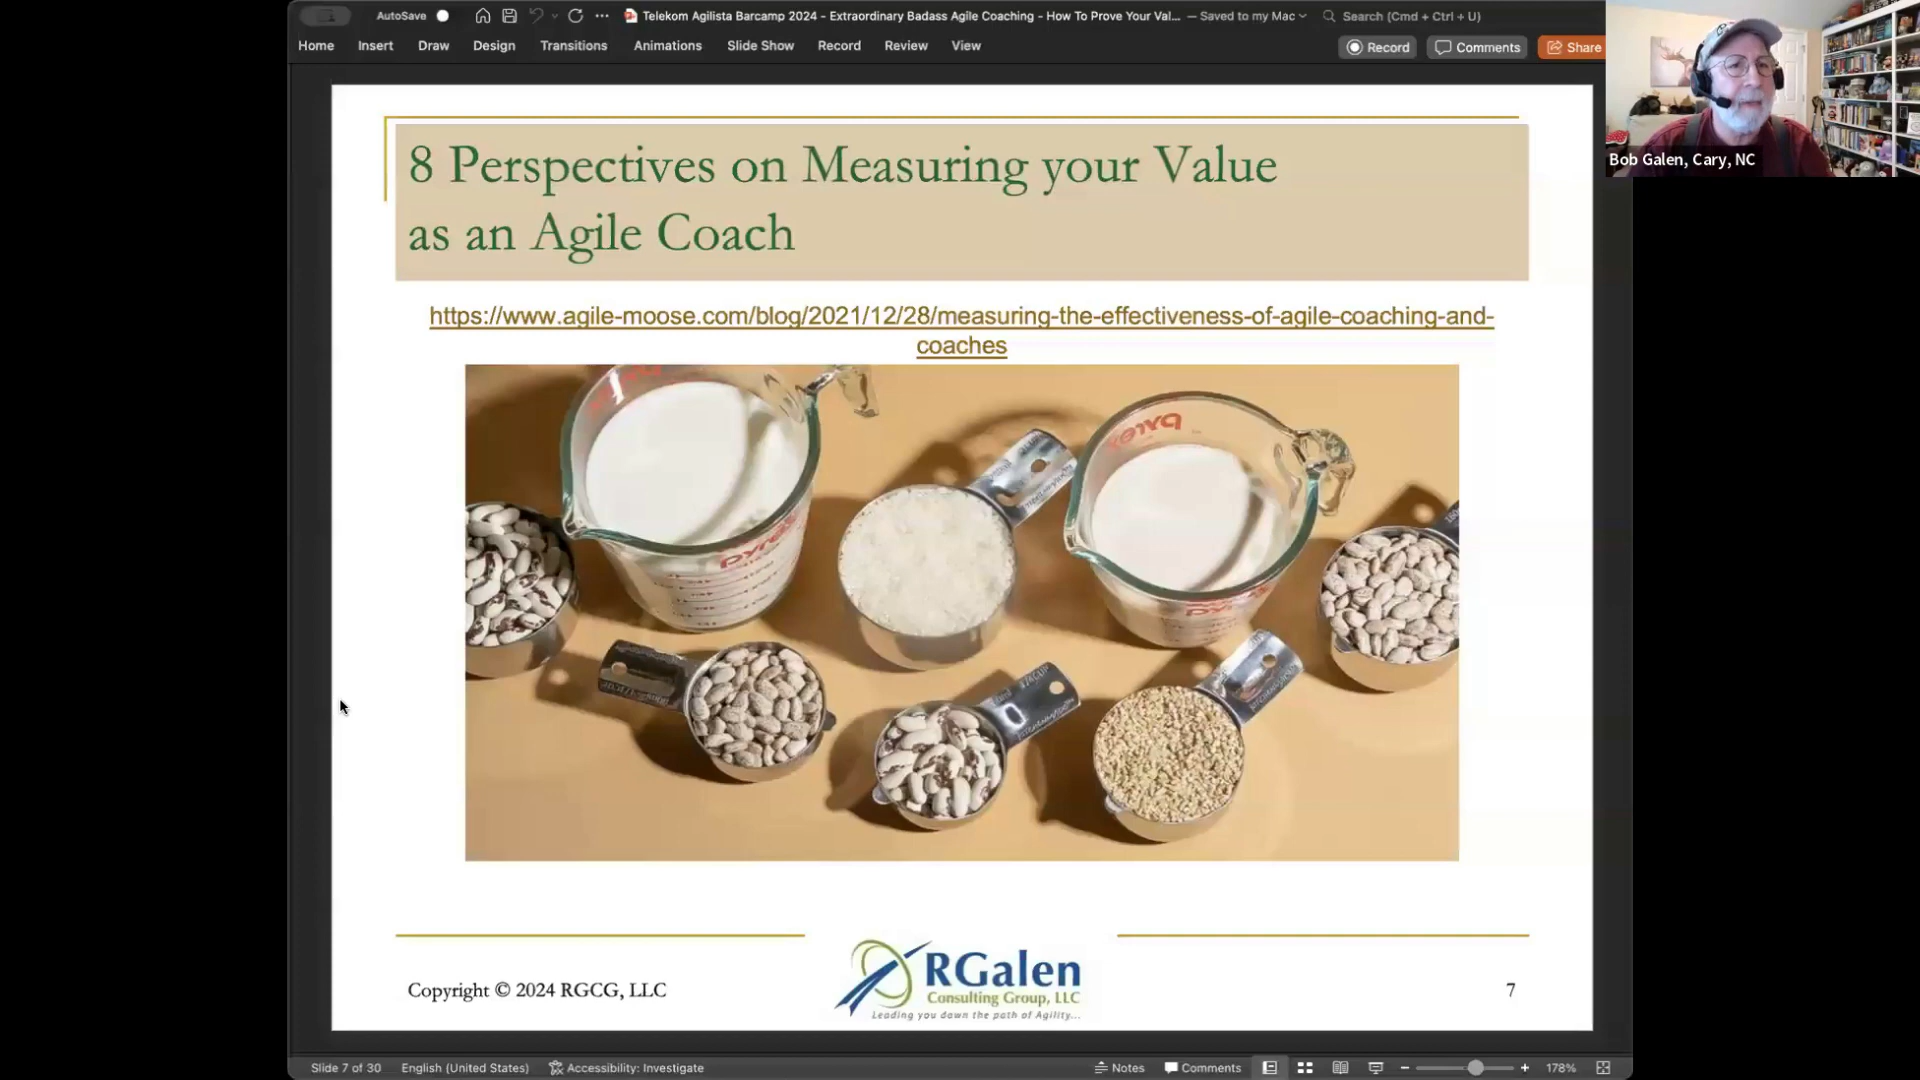 AutoSave
Telekom Agilista Barcamp 2024 - Extraordinary Badass Agile Coaching - How To Prove Your Val... — Saved to my Mac
Search (Cmd + Ctrl + U)
Home Insert Draw Design Transitions Animations Slide Show Record Review View
Record Comments Share
Bob Galen, Cary, NC
8 Perspectives on Measuring your Value
as an Agile Coach
https://www.agile-moose.com/blog/2021/12/28/measuring-the-effectiveness-of-agile-coaching-and-
coaches
pyrex
pyrex
RGalen
Consulting Group, LLC
Leading you down the path of Agility...
Copyright © 2024 RGCG, LLC
7
Slide 7 of 30 English (United States) Accessibility: Investigate Notes Comments 178%